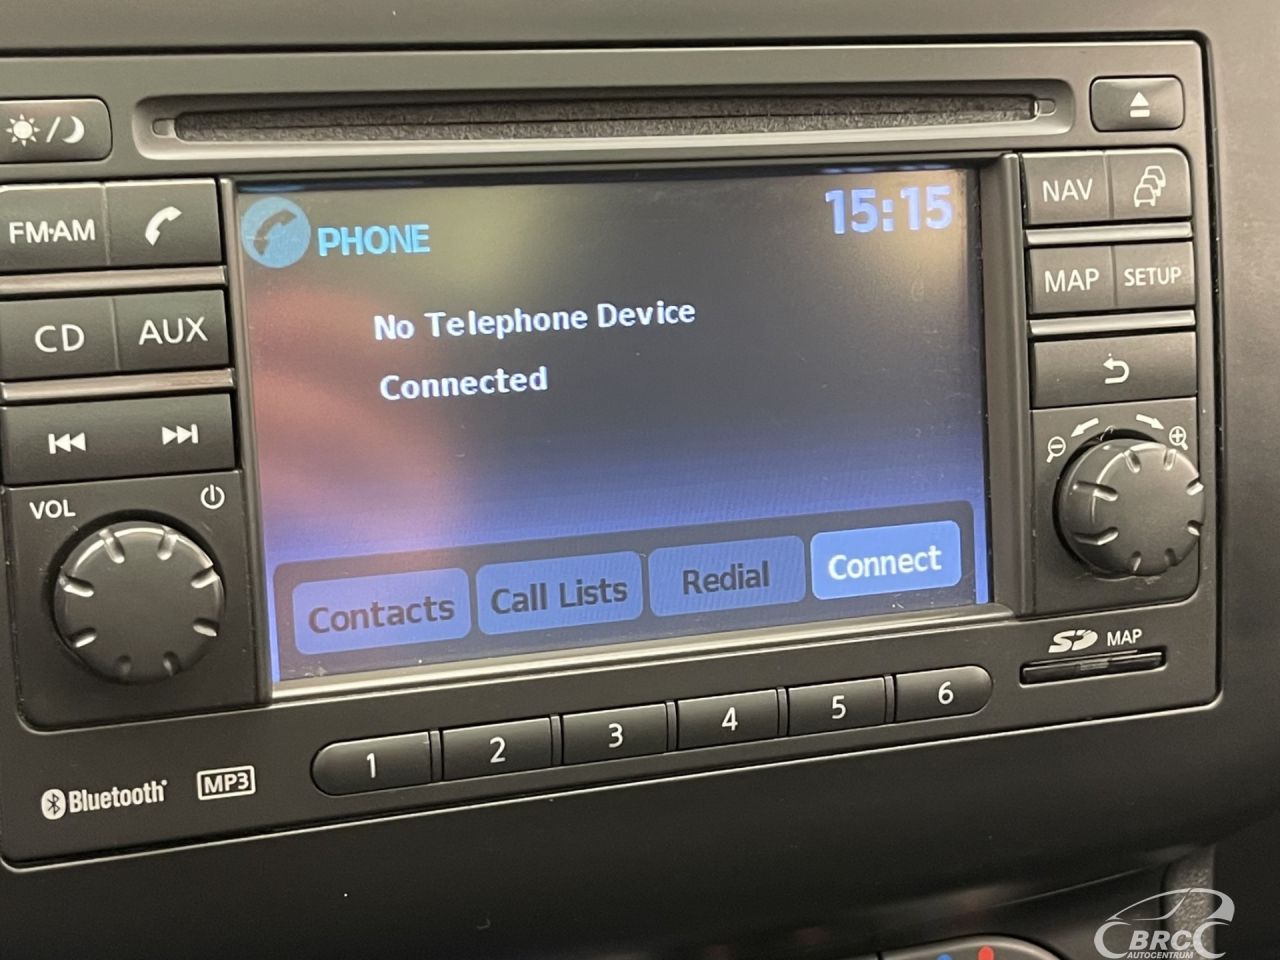 FM·AM
CD
AUX
VOL
PHONE
15:15
No Telephone Device
Connected
Contacts
Call Lists
Redial
Connect
NAV
MAP
SETUP
SD MAP
1
2
3
4
5
6
Bluetooth
MP3
BRC
AUTOCENTRUM